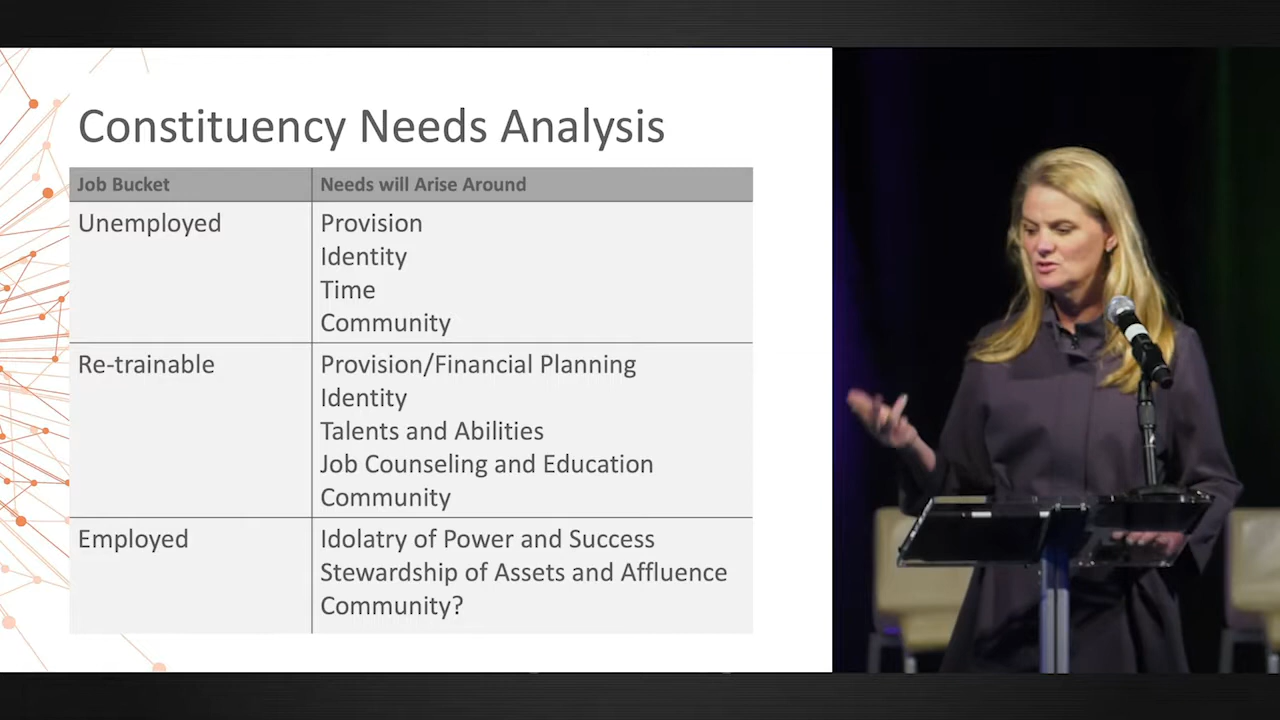 Constituency Needs Analysis
Job Bucket
Needs will Arise Around
Unemployed
Provision
Identity
Time
Community
Re-trainable
Provision/Financial Planning
Identity
Talents and Abilities
Job Counseling and Education
Community
Employed
Idolatry of Power and Success
Stewardship of Assets and Affluence
Community?